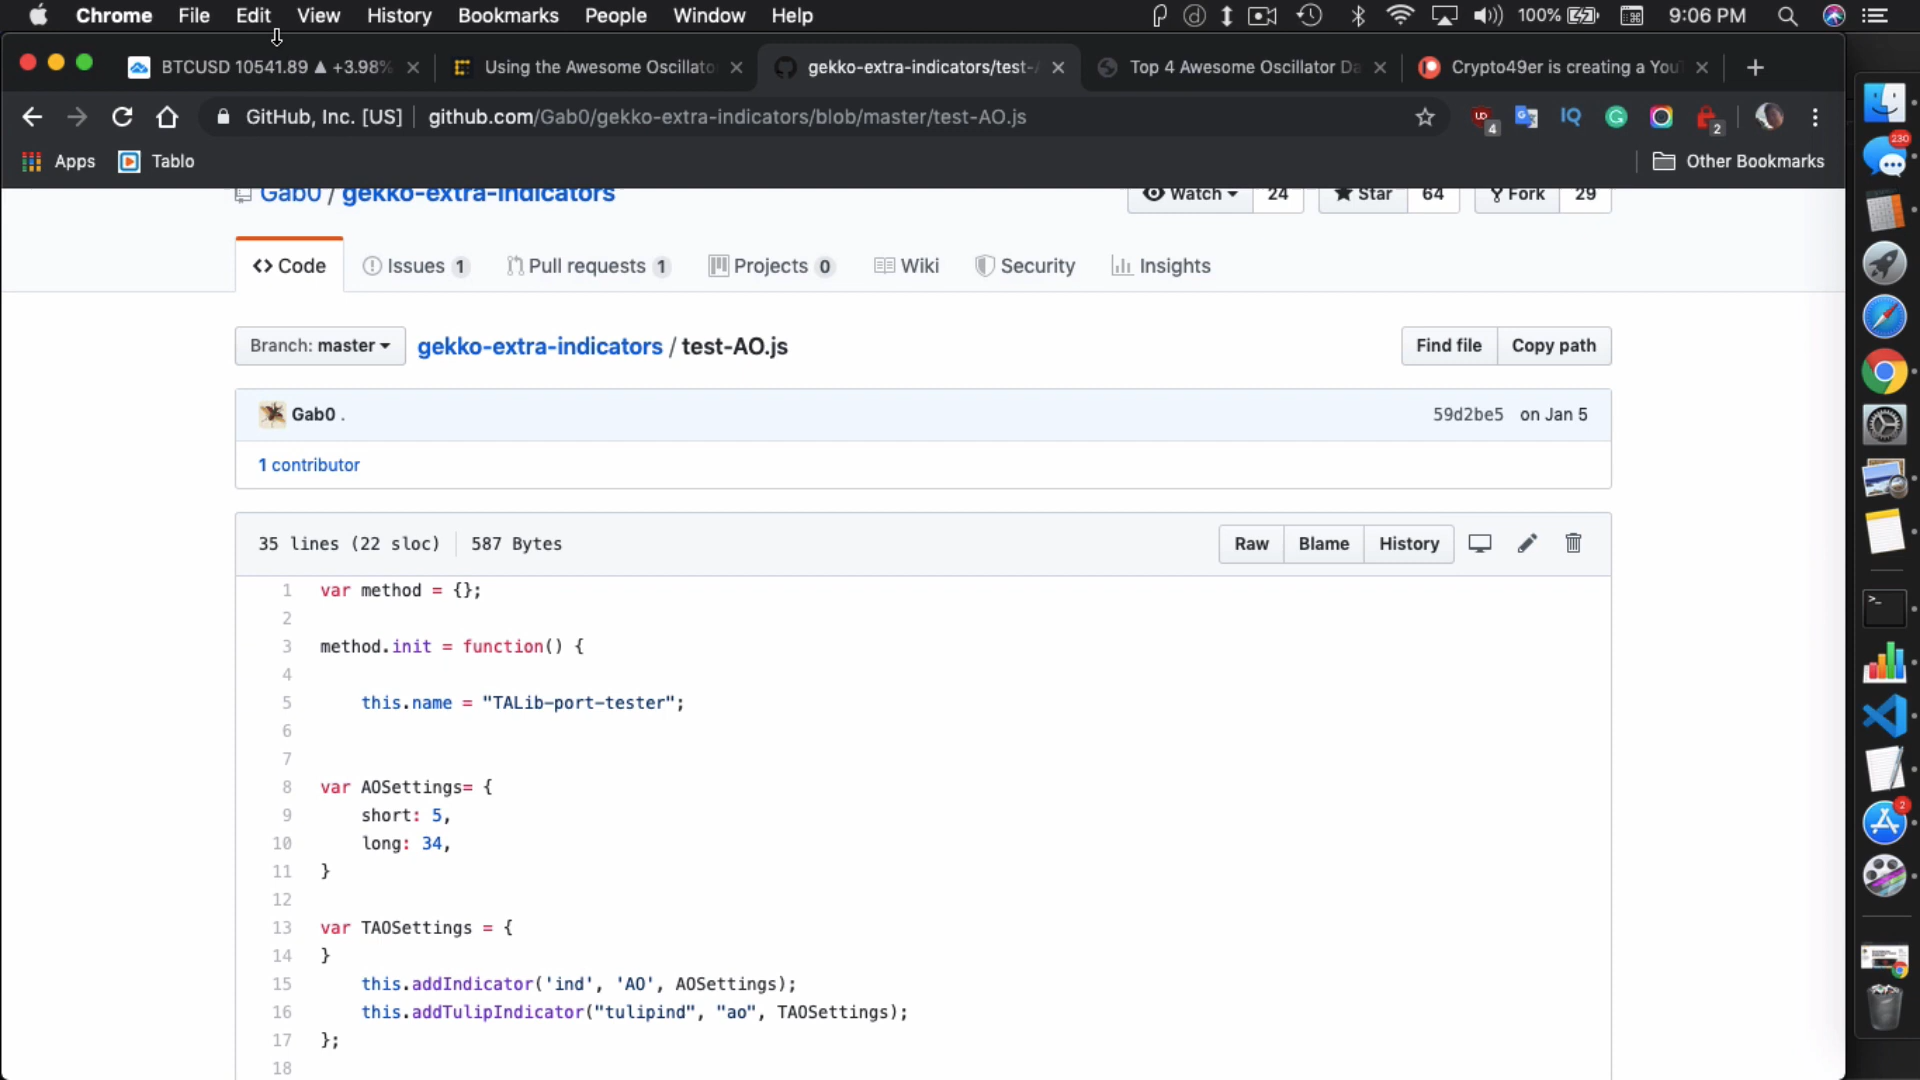 Chrome File Edit View History Bookmarks People Window Help 100% 9:06 PM
BTCUSD 10541.89 ▲ +3.98% Using the Awesome Oscillato gekko-extra-indicators/test- Top 4 Awesome Oscillator Da Crypto49er is creating a You
GitHub, Inc. [US] github.com/Gab0/gekko-extra-indicators/blob/master/test-AO.js UD 4 IQ G 2
Apps Tablo Other Bookmarks
230
Gab0 / gekko-extra-indicators Watch 24 Star 64 Fork 29
Code Issues 1 Pull requests 1 Projects 0 Wiki Security Insights
Branch: master gekko-extra-indicators / test-AO.js Find file Copy path
Gab0 . 59d2be5 on Jan 5
1 contributor
35 lines (22 sloc) 587 Bytes Raw Blame History
1 var method = {};
2
3 method.init = function() {
4
5 this.name = "TALib-port-tester";
6
7
8 var AOSettings= {
9 short: 5,
10 long: 34,
11 }
12
13 var TAOSettings = {
14 }
15 this.addIndicator('ind', 'AO', AOSettings);
16 this.addTulipIndicator("tulipind", "ao", TAOSettings);
17 };
18
2